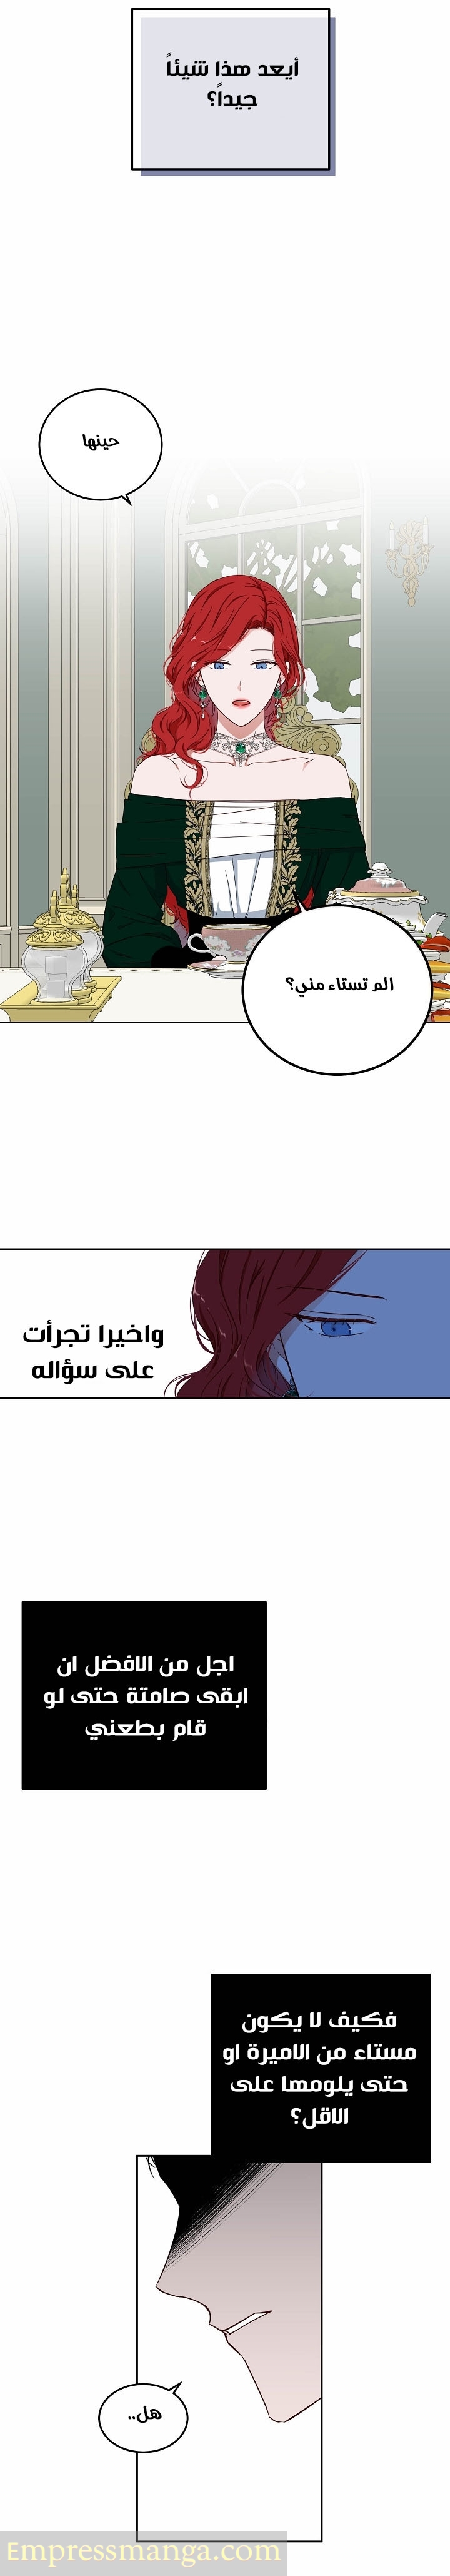 أيعد هذا شيئاً
جيداً؟
حينها
الم تستاء مني؟
واخيرا تجرأت
على سؤاله
اجل من الافضل ان
ابقى صامتة حتى لو
قام بطعني
فكيف لا يكون
مستاء من الاميرة او
حتى يلومها على
الاقل؟
هل..
Empressmanga.com